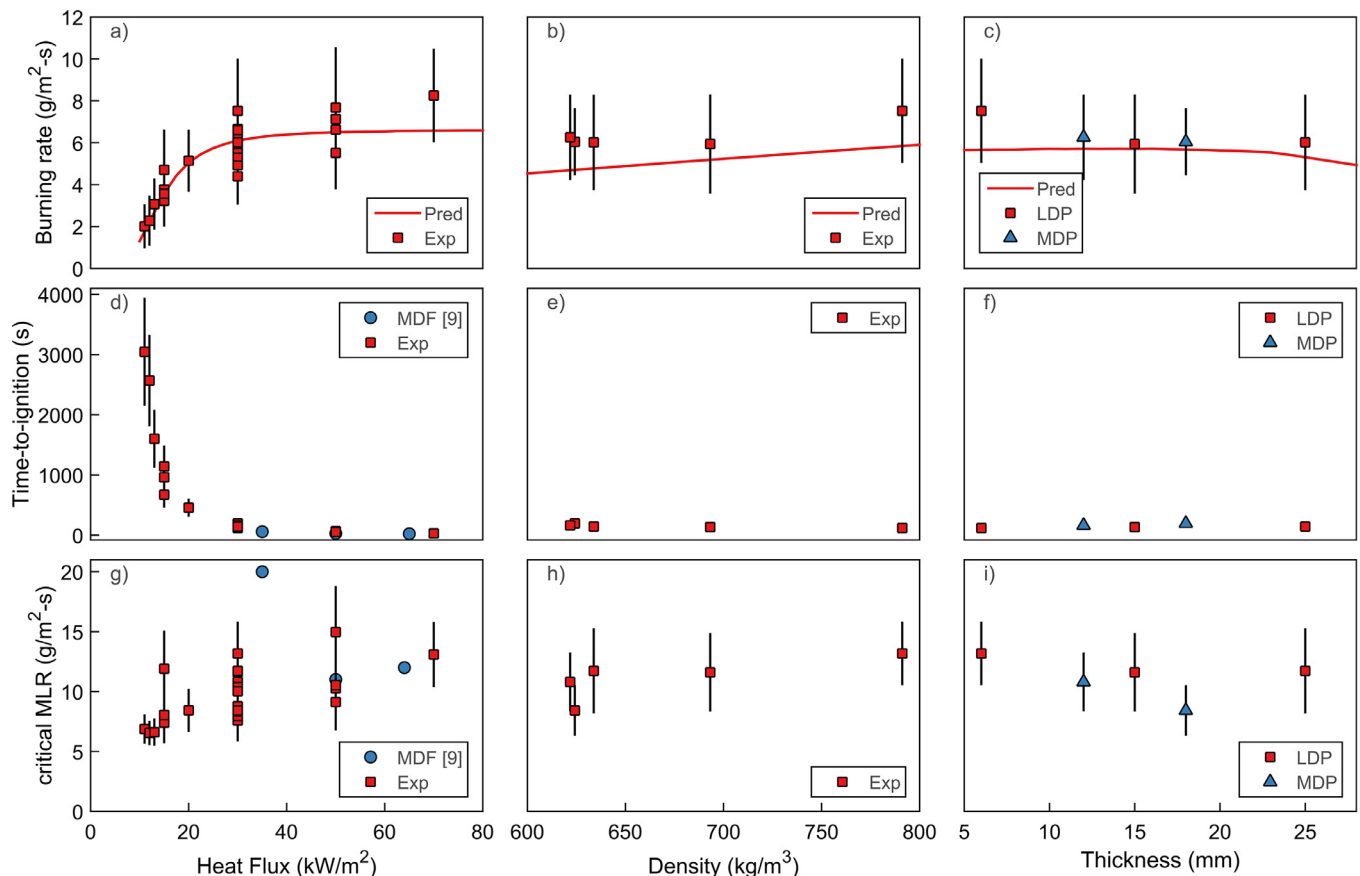 a)
Burning rate (g/m²-s)
12
10
8
6
4
2
0
Pred
Exp
b)
Pred
Exp
c)
Pred
LDP
MDP
d)
Time-to-ignition (s)
4000
3000
2000
1000
0
MDF [9]
Exp
e)
Exp
f)
LDP
MDP
g)
critical MLR (g/m²-s)
20
15
10
5
0
MDF [9]
Exp
0 20 40 60 80
Heat Flux (kW/m²)
h)
Exp
600 650 700 750 800
Density (kg/m³)
i)
LDP
MDP
5 10 15 20 25
Thickness (mm)